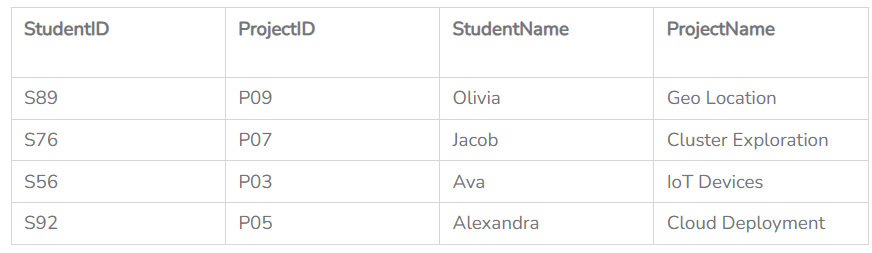 StudentID ProjectID StudentName ProjectName
S89 P09 Olivia Geo Location
S76 P07 Jacob Cluster Exploration
S56 P03 Ava IoT Devices
S92 P05 Alexandra Cloud Deployment